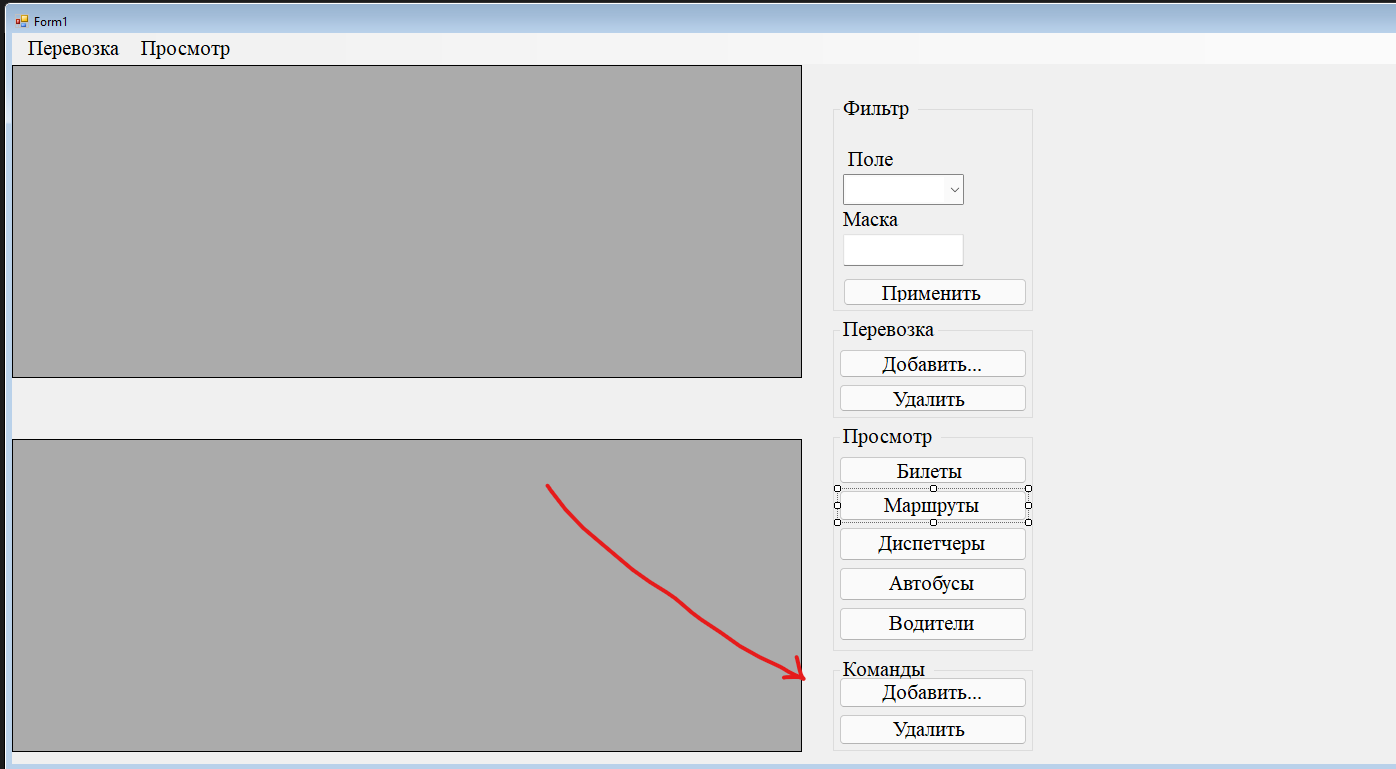 Form1
Перевозка Просмотр
Фильтр
Поле
Маска
Применить
Перевозка
Добавить...
Удалить
Просмотр
Билеты
Маршруты
Диспетчеры
Автобусы
Водители
Команды
Добавить...
Удалить